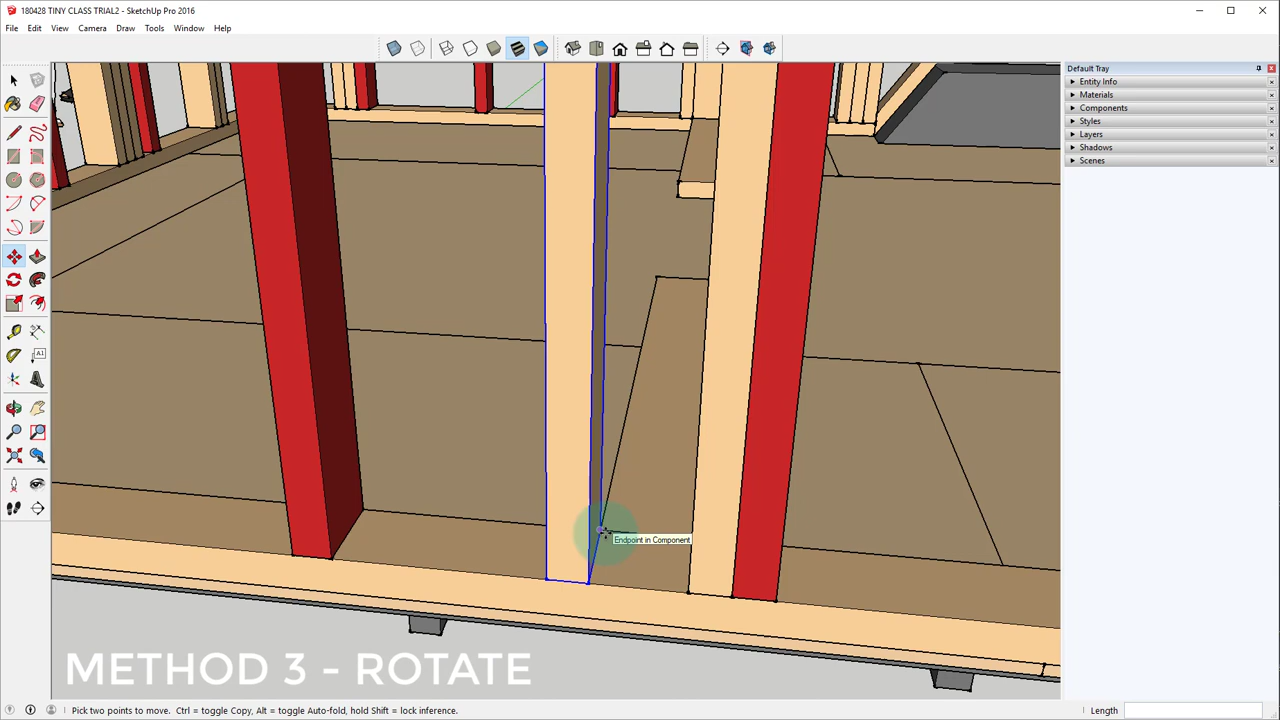 180428 TINY CLASS TRIAL2 - SketchUp Pro 2016
File Edit View Camera Draw Tools Window Help
Default Tray
Entity Info
Materials
Components
Styles
Layers
Shadows
Scenes
A1
Endpoint in Component
METHOD 3 - ROTATE
Pick two points to move. Ctrl = toggle Copy, Alt = toggle Auto-fold, hold Shift = lock inference.
Length